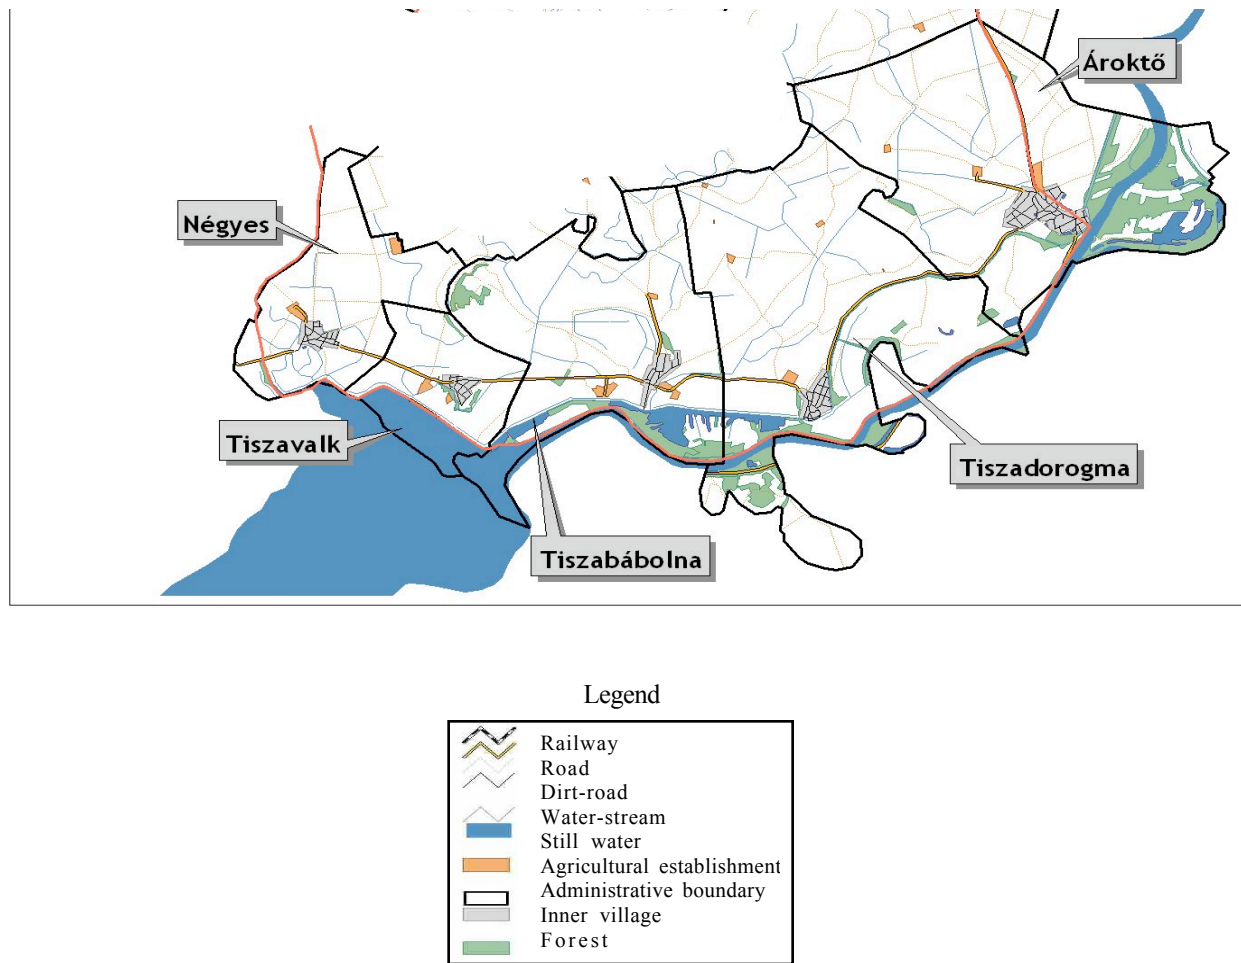 Ároktő
Négyes
Tiszavalk
Tiszadorogma
Tiszabábolna
Legend
Railway
Road
Dirt-road
Water-stream
Still water
Agricultural establishment
Administrative boundary
Inner village
Forest